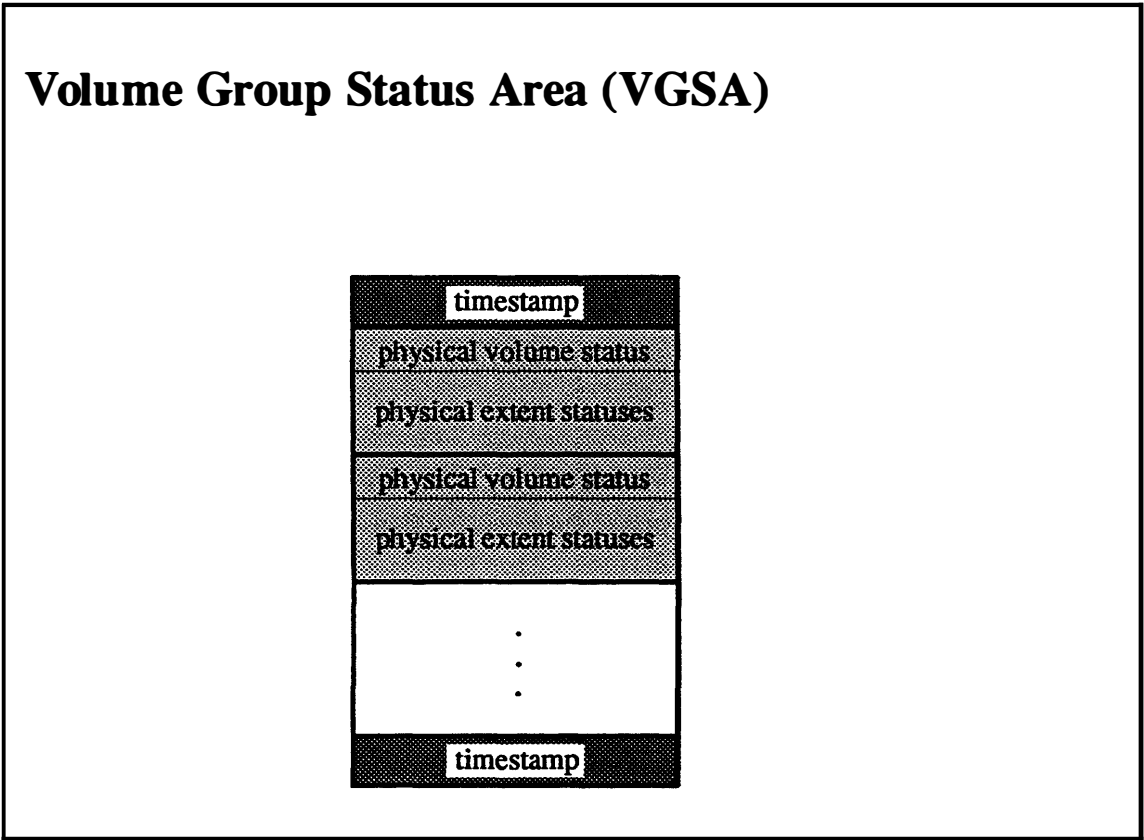 Volume Group Status Area (VGSA)
timestamp
physical volume status
physical extent statuses
physical volume status
physical extent statuses
.
.
.
timestamp